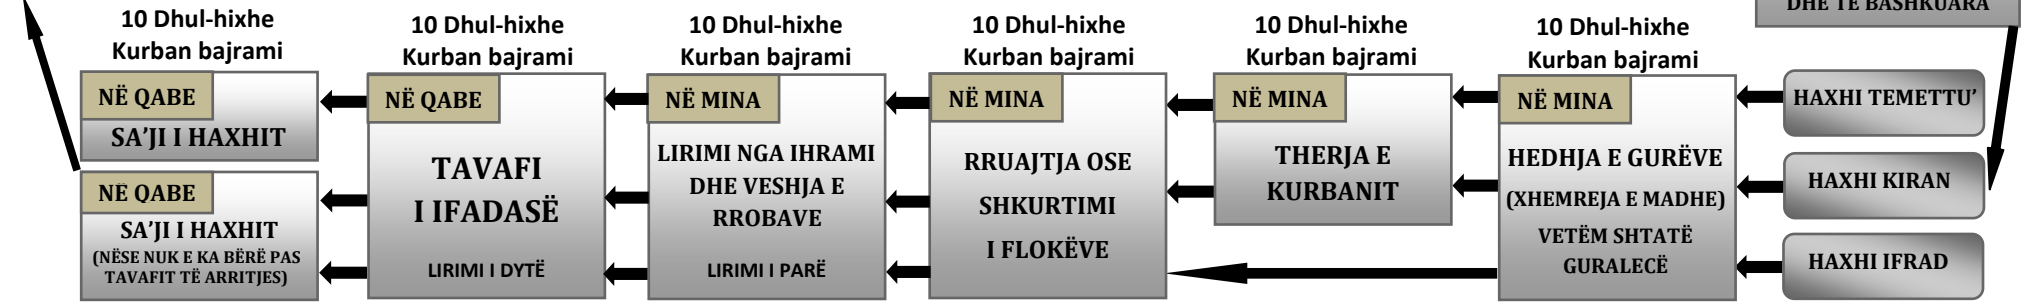 DHE TË BASHKUARA
10 Dhul-hixhe
Kurban bajrami
NË QABE
SA’JI I HAXHIT
NË QABE
SA’JI I HAXHIT
(NËSE NUK E KA BËRË PAS
TAVAFIT TË ARRITJES)
10 Dhul-hixhe
Kurban bajrami
NË QABE
TAVAFI
I IFADASË
LIRIMI I DYTË
10 Dhul-hixhe
Kurban bajrami
NË MINA
LIRIMI NGA IHRAMI
DHE VESHJA E
RROBAVE
LIRIMI I PARË
10 Dhul-hixhe
Kurban bajrami
NË MINA
RRUAJTJA OSE
SHKURTIMI
I FLOKËVE
10 Dhul-hixhe
Kurban bajrami
NË MINA
THERJA E
KURBANIT
10 Dhul-hixhe
Kurban bajrami
NË MINA
HEDHJA E GURËVE
(XHEMREJA E MADHE)
VETËM SHTATË
GURALECË
HAXHI TEMETTU’
HAXHI KIRAN
HAXHI IFRAD